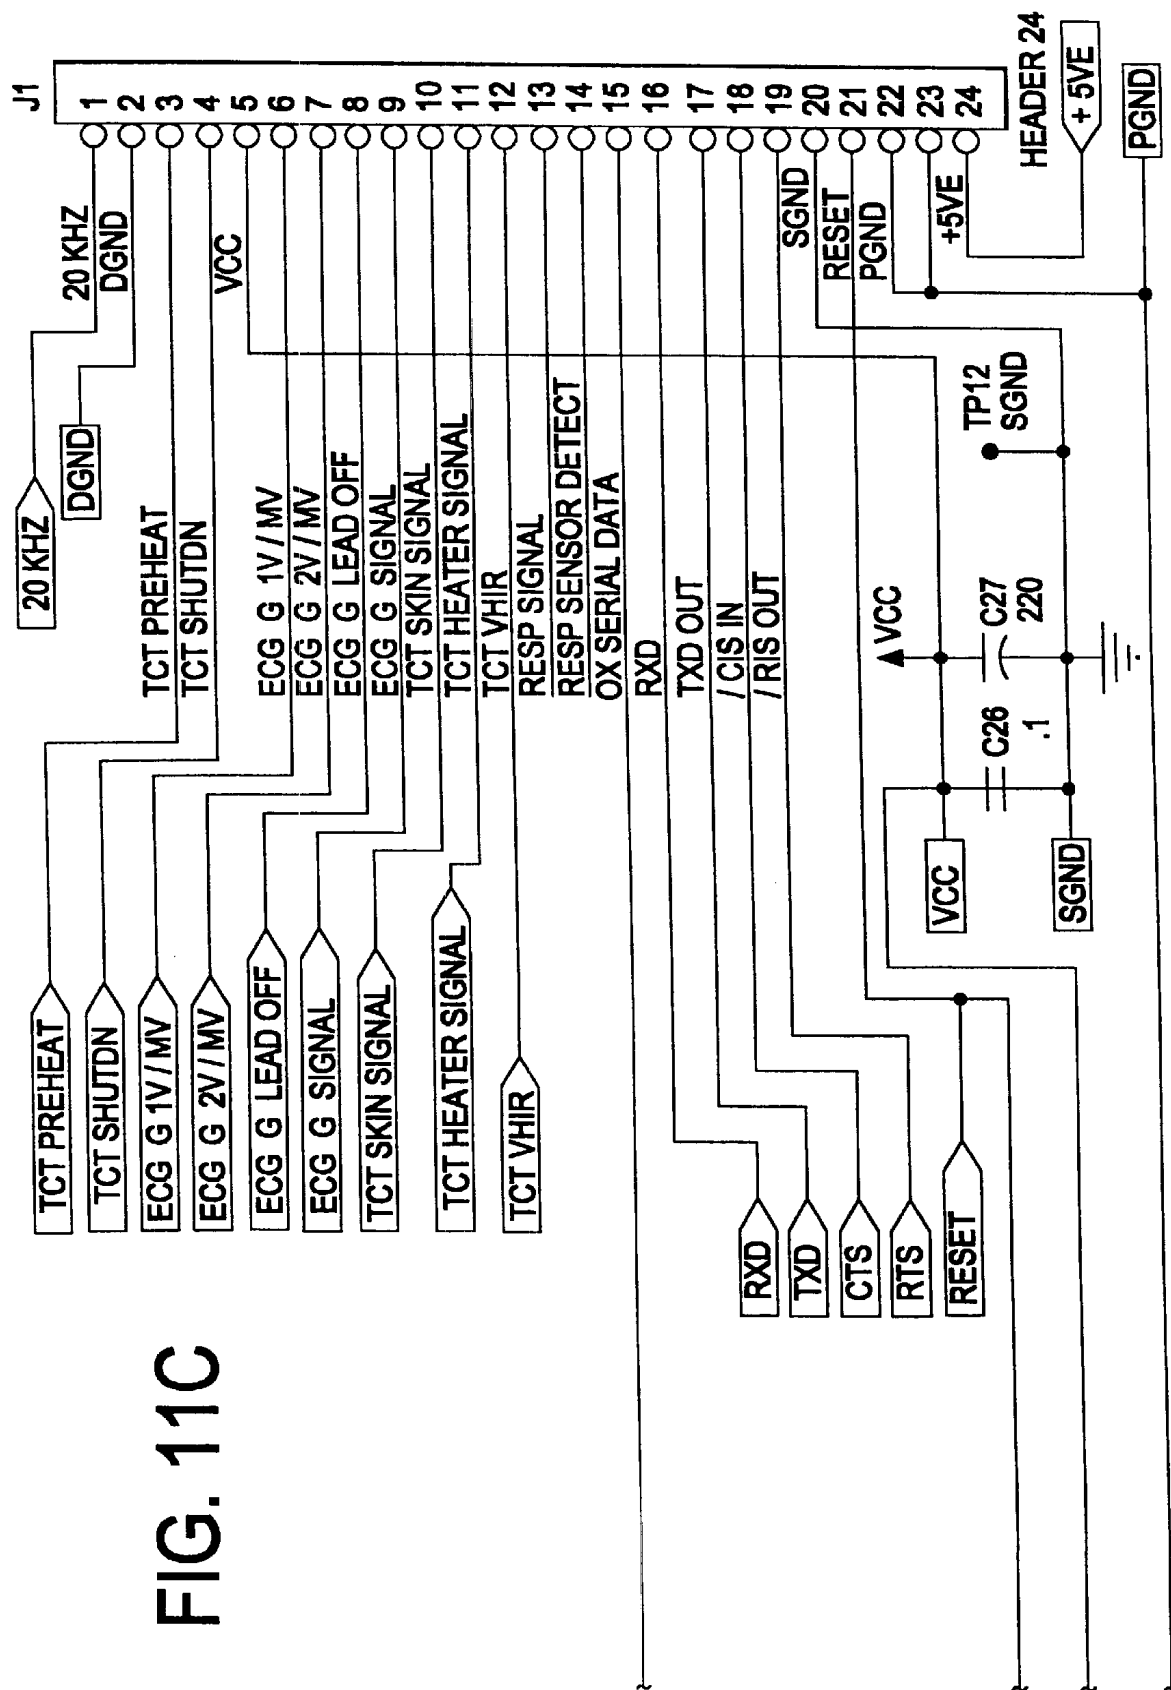 FIG. 11C
J1
1
2
3
4
5
6
7
8
9
10
11
12
13
14
15
16
17
18
19
20
21
22
23
24
HEADER 24
20 KHZ
DGND
VCC
20 KHZ
DGND
TCT PREHEAT
TCT SHUTDN
ECG G 1V / MV
ECG G 2V / MV
ECG G LEAD OFF
ECG G SIGNAL
TCT SKIN SIGNAL
TCT HEATER SIGNAL
TCT VHIR
RESP SIGNAL
RESP SENSOR DETECT
OX SERIAL DATA
RXD
TXD OUT
/ CIS IN
/ RIS OUT
SGND
RESET
PGND
+5VE
+ 5VE
PGND
TCT PREHEAT
TCT SHUTDN
ECG G 1V / MV
ECG G 2V / MV
ECG G LEAD OFF
ECG G SIGNAL
TCT SKIN SIGNAL
TCT HEATER SIGNAL
TCT VHIR
RXD
TXD
CTS
RTS
RESET
VCC
SGND
VCC
C26
.1
C27
220
TP12
SGND